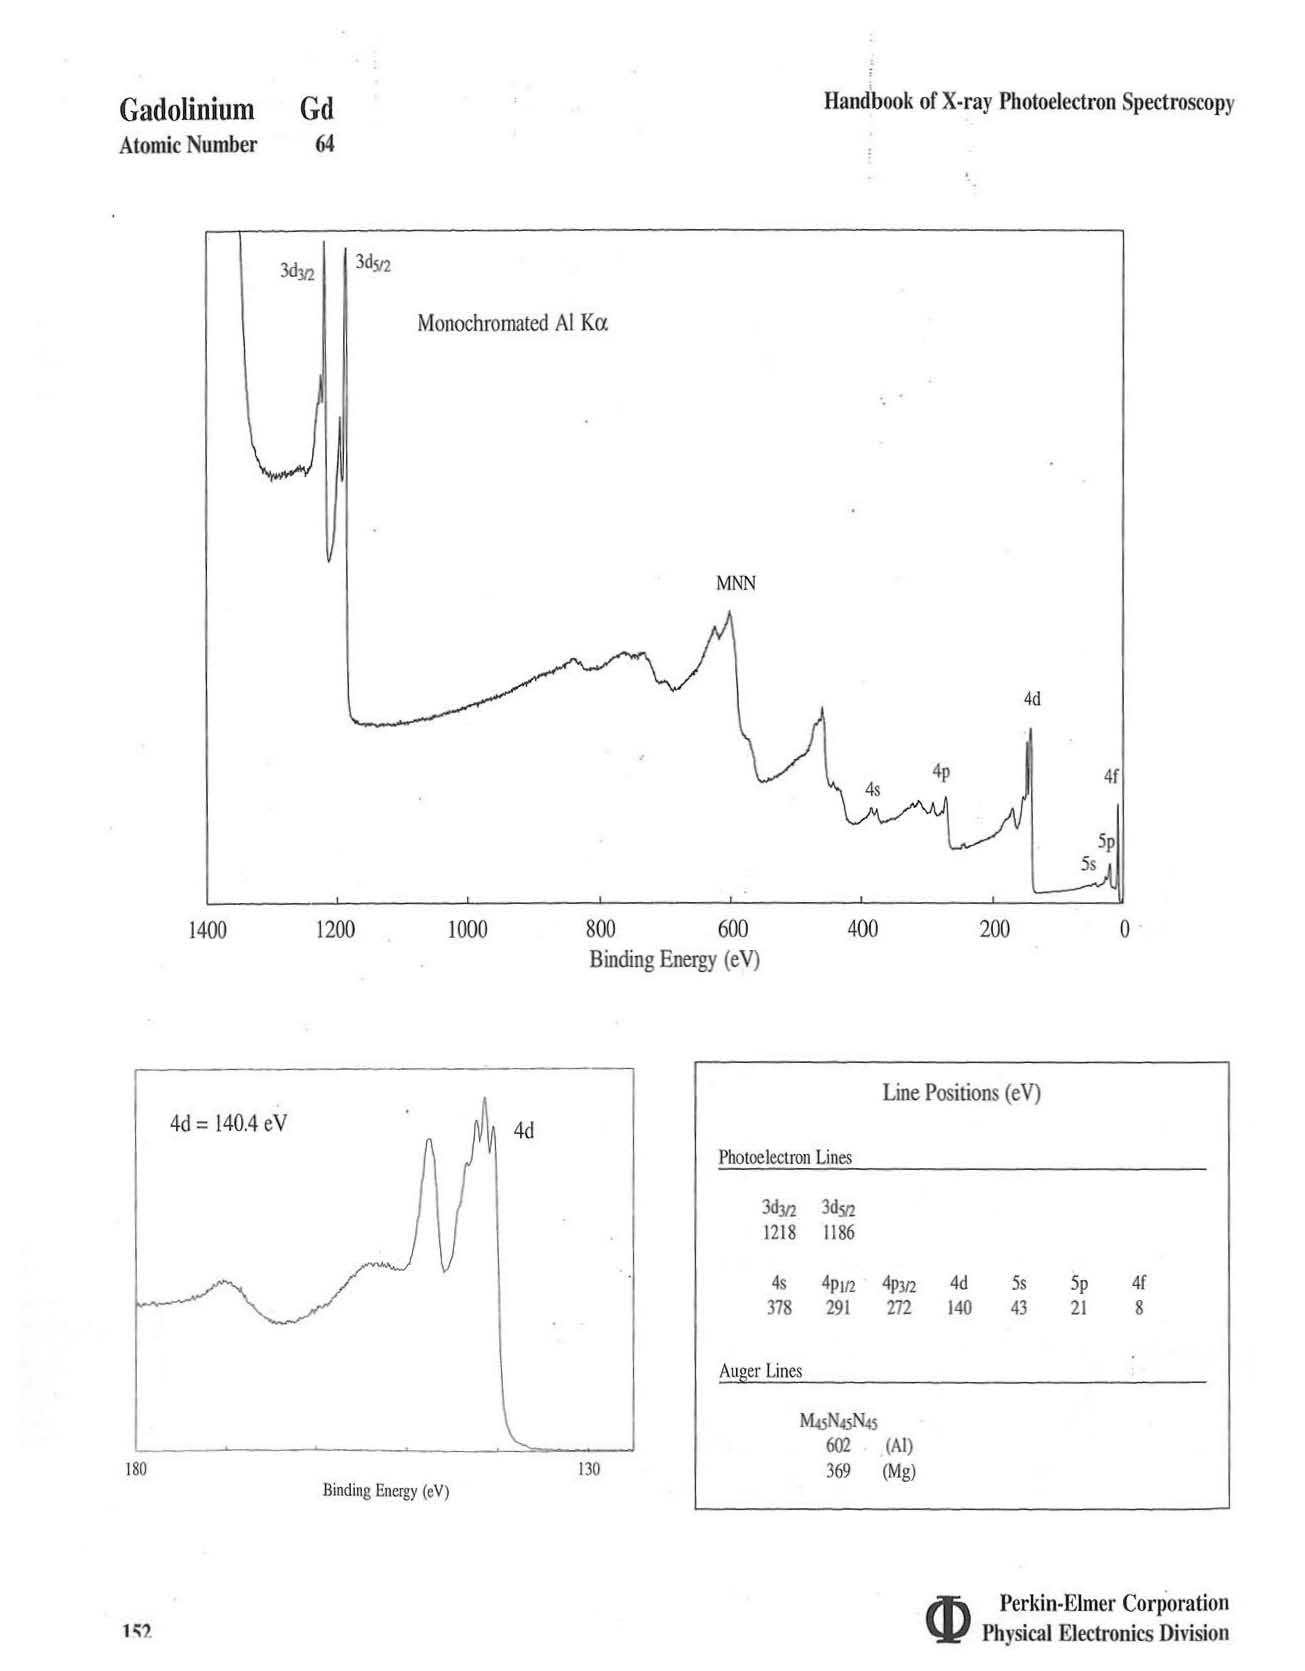 Gadolinium Gd
Atomic Number 64
Handbook of X-ray Photoelectron Spectroscopy
3d3/2
3d5/2
Monochromated Al Kα
MNN
4d
4p
4f
4s
5p
5s
1400 1200 1000 800 600 400 200 0
Binding Energy (eV)
4d = 140.4 eV
4d
180 130
Binding Energy (eV)
Line Positions (eV)
Photoelectron Lines
3d3/2 3d5/2
1218 1186
4s 4p1/2 4p3/2 4d 5s 5p 4f
378 291 272 140 43 21 8
Auger Lines
M45N45N45
602 (Al)
369 (Mg)
Perkin-Elmer Corporation
Physical Electronics Division
152